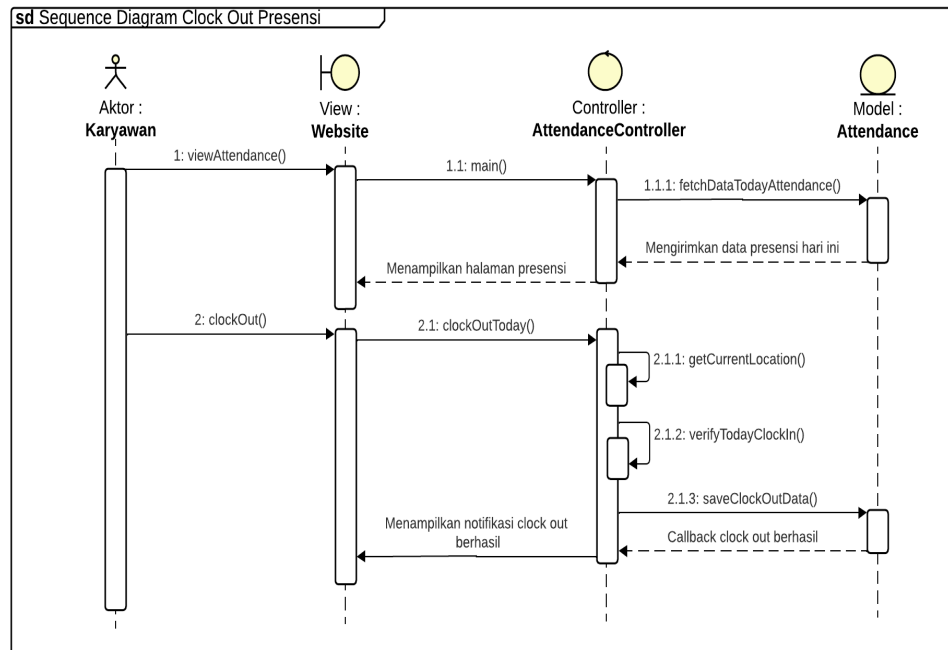 sd Sequence Diagram Clock Out Presensi
Aktor :
Karyawan
View :
Website
Controller :
AttendanceController
Model :
Attendance
1: viewAttendance()
1.1: main()
1.1.1: fetchDataTodayAttendance()
Mengirimkan data presensi hari ini
Menampilkan halaman presensi
2: clockOut()
2.1: clockOutToday()
2.1.1: getCurrentLocation()
2.1.2: verifyTodayClockIn()
2.1.3: saveClockOutData()
Menampilkan notifikasi clock out
berhasil
Callback clock out berhasil